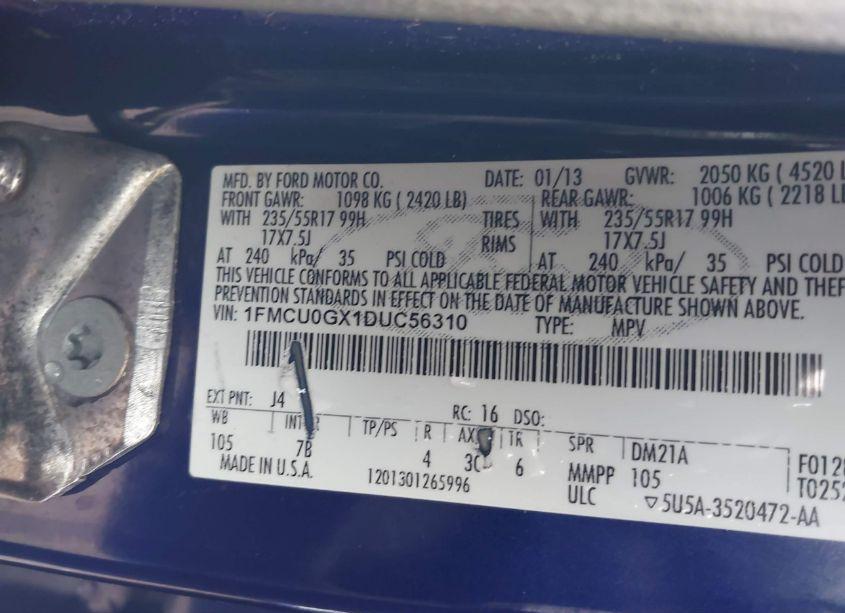 MFD. BY FORD MOTOR CO. DATE: 01/13 GVWR: 2050 KG ( 4520 L
FRONT GAWR: 1098 KG ( 2420 LB) REAR GAWR: 1006 KG ( 2218 LB
WITH 235/55R17 99H TIRES WITH 235/55R17 99H
17X7.5J RIMS 17X7.5J
AT 240 kPa/ 35 PSI COLD AT 240 kPa/ 35 PSI COLD
THIS VEHICLE CONFORMS TO ALL APPLICABLE FEDERAL MOTOR VEHICLE SAFETY AND THEF
PREVENTION STANDARDS IN EFFECT ON THE DATE OF MANUFACTURE SHOWN ABOVE.
VIN: 1FMCU0GX1DUC56310 TYPE: MPV
EXT PNT: J4 RC: 16 DSO:
WB TP/PS R TR SPR DM21A
105 7B 4 6 MMPP 105 F012
MADE IN U.S.A. 1201301265996 ULC ▽5U5A-3520472-AA T0252